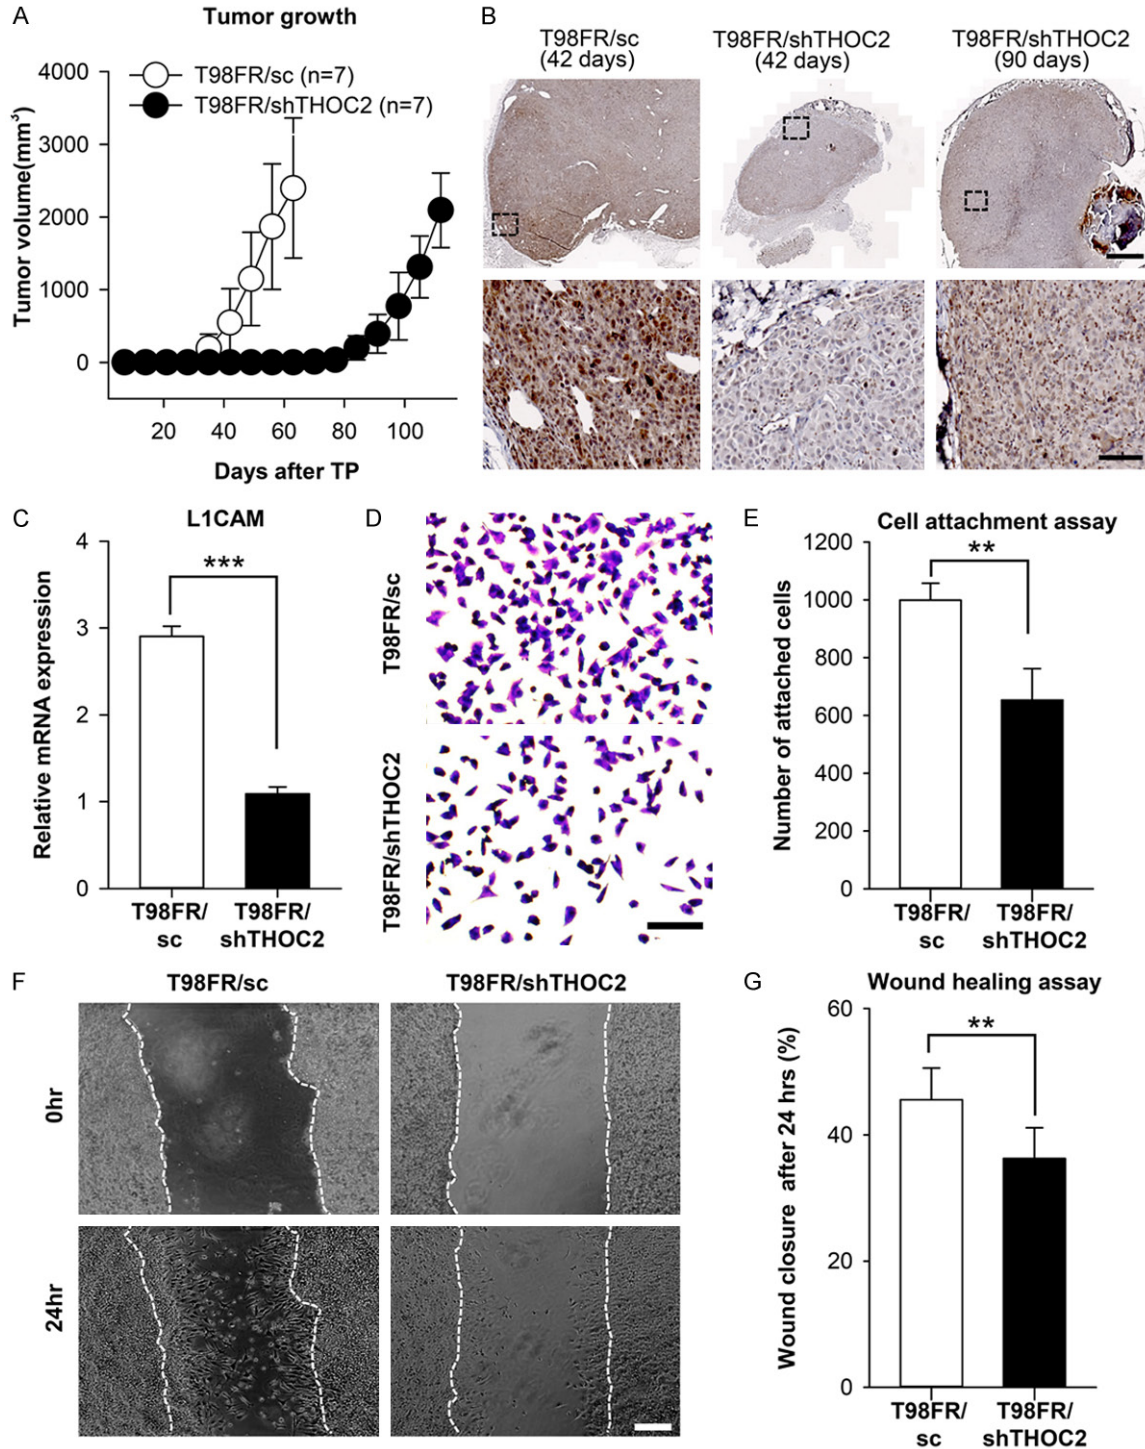 A
Tumor growth
4000
3000
2000
1000
0
Tumor volume(mm³)
T98FR/sc (n=7)
T98FR/shTHOC2 (n=7)
20 40 60 80 100
Days after TP
B
T98FR/sc
(42 days)
T98FR/shTHOC2
(42 days)
T98FR/shTHOC2
(90 days)
C
L1CAM
4
3
2
1
0
Relative mRNA expression
***
T98FR/
sc
T98FR/
shTHOC2
D
T98FR/sc
T98FR/shTHOC2
E
Cell attachment assay
1200
1000
800
600
400
200
0
Number of attached cells
**
T98FR/
sc
T98FR/
shTHOC2
F
T98FR/sc
T98FR/shTHOC2
0hr
24hr
G
Wound healing assay
60
40
20
0
Wound closure after 24 hrs (%)
**
T98FR/
sc
T98FR/
shTHOC2